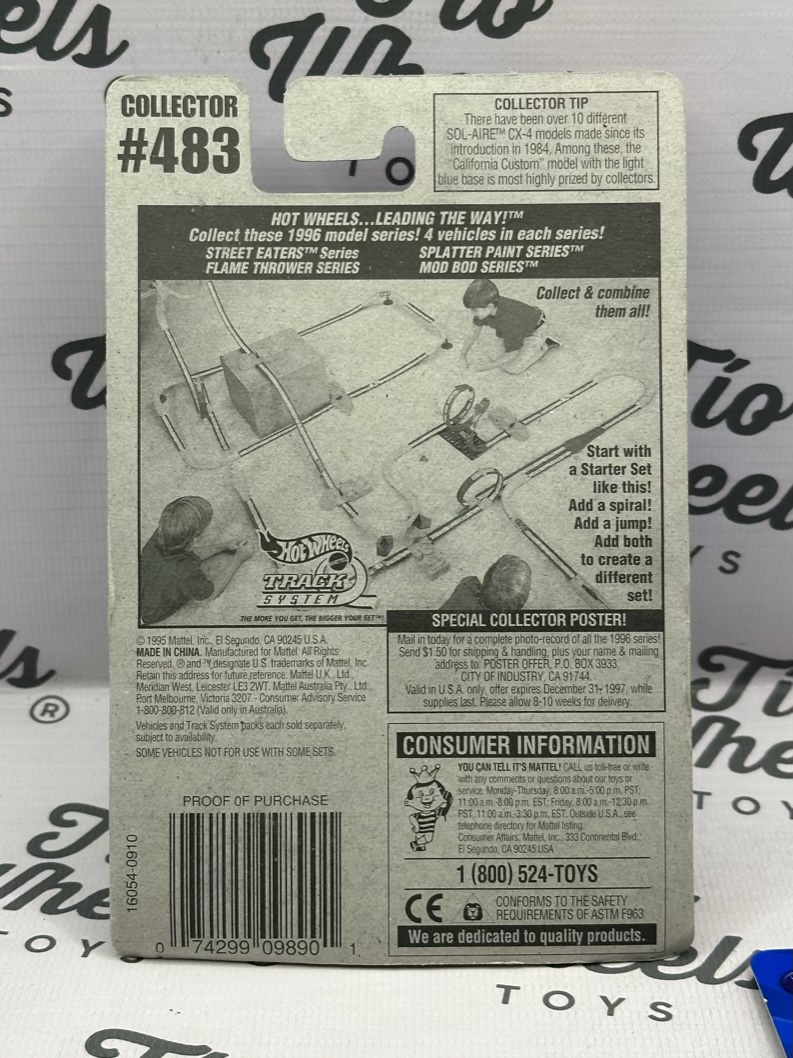 COLLECTOR
#483
COLLECTOR TIP
There have been over 10 different
SOL-AIRE™ CX-4 models made since its
introduction in 1984. Among these, the
"California Custom" model with the light
blue base is most highly prized by collectors.
HOT WHEELS...LEADING THE WAY!™
Collect these 1996 model series! 4 vehicles in each series!
STREET EATERS™ Series
FLAME THROWER SERIES
SPLATTER PAINT SERIES™
MOD BOD SERIES™
Collect & combine
them all!
Start with
a Starter Set
like this!
Add a spiral!
Add a jump!
Add both
to create a
different
set!
HOT WHEELS
TRACK
SYSTEM
THE MORE YOU GET, THE BIGGER YOUR SET™!
© 1995 Mattel, Inc., El Segundo, CA 90245 U.S.A.
MADE IN CHINA. Manufactured for Mattel. All Rights
Reserved. ® and ™ designate U.S. trademarks of Mattel, Inc.
Retain this address for future reference: Mattel U.K., Ltd.,
Meridian West, Leicester LE3 2WT. Mattel Australia Pty., Ltd.,
Port Melbourne, Victoria 3207.- Consumer Advisory Service
1-800-800-812 (Valid only in Australia).
Vehicles and Track System packs each sold separately,
subject to availability.
SOME VEHICLES NOT FOR USE WITH SOME SETS.
SPECIAL COLLECTOR POSTER!
Mail in today for a complete photo-record of all the 1996 series!
Send $1.50 for shipping & handling, plus your name & mailing
address to: POSTER OFFER, P.O. BOX 3933,
CITY OF INDUSTRY, CA 91744.
Valid in U.S.A. only, offer expires December 31, 1997, while
supplies last. Please allow 8-10 weeks for delivery.
CONSUMER INFORMATION
YOU CAN TELL IT'S MATTEL! CALL us toll-free or write
with any comments or questions about our toys or
service. Monday-Thursday, 8:00 a.m.-5:00 p.m. PST,
11:00 a.m.-8:00 p.m. EST; Friday, 8:00 a.m.-12:30 p.m.
PST, 11:00 a.m.-3:30 p.m. EST. Outside U.S.A., see
telephone directory for Mattel listing.
Consumer Affairs, Mattel, Inc., 333 Continental Blvd.,
El Segundo, CA 90245 USA
1 (800) 524-TOYS
CE
CONFORMS TO THE SAFETY
REQUIREMENTS OF ASTM F963
We are dedicated to quality products.
PROOF OF PURCHASE
16054-0910
0 74299 09890 1
TOYS